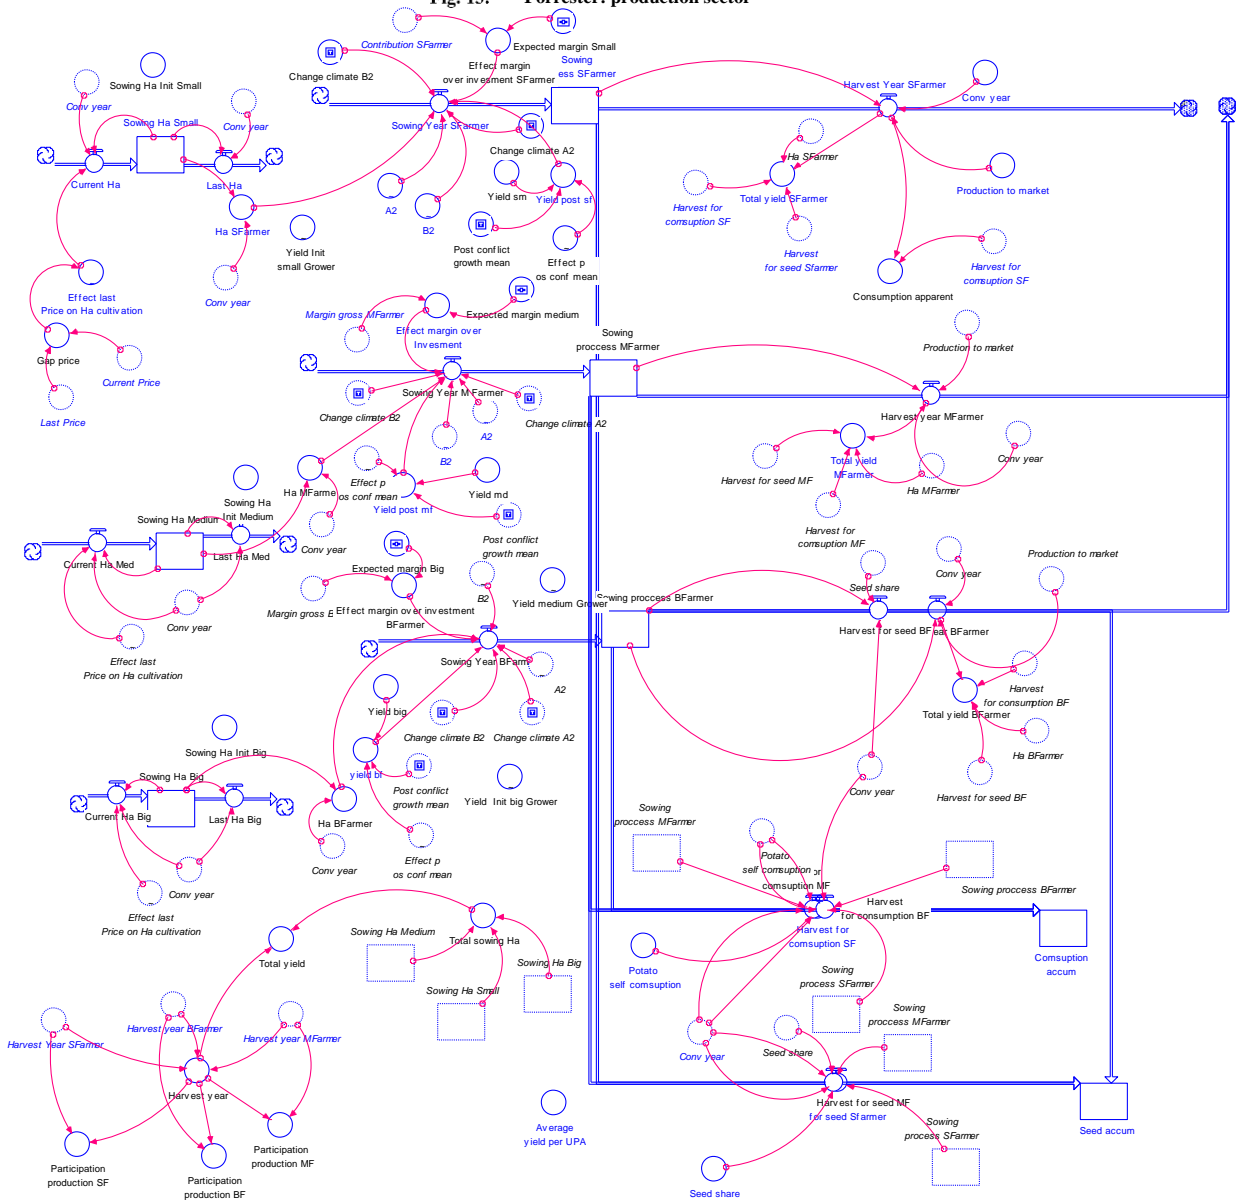 Fig. 15. Forrester: production sector
Contribution SFarmer
Expected margin Small
Change climate B2
Effect margin
over invesment SFarmer
Sowing
ess SFarmer
Sowing Ha Init Small
Conv year
Sowing Ha Small
Conv year
Sowing Year SFarmer
Harvest Year SFarmer
Conv year
Current Ha
Last Ha
Change climate A2
Ha SFarmer
Yield sm
Yield post sf
A2
B2
Ha SFarmer
Yield Init
small Grower
Conv year
Post conflict
growth mean
Effect p
os conf mean
Harvest for
comsuption SF
Total yield SFarmer
Production to market
Harvest
for seed Sfarmer
Harvest for
comsuption SF
Consumption apparent
Effect last
Price on Ha cultivation
Gap price
Current Price
Last Price
Margin gross MFarmer
Expected margin medium
Effect margin over
Invesment
Sowing
proccess MFarmer
Production to market
Sowing Year M Farmer
Change climate B2
Change climate A2
A2
B2
Harvest year MFarmer
Total yield
MFarmer
Conv year
Harvest for seed MF
Ha MFarmer
Harvest for
comsuption MF
Ha MFarme
Effect p
os conf mean
Yield md
Yield post mf
Sowing Ha
Init Medium
Sowing Ha Medium
Conv year
Post conflict
growth mean
Current Ha Med
Last Ha Med
Conv year
Effect last
Price on Ha cultivation
Expected margin Big
Margin gross B
Effect margin over investment
BFarmer
B2
Yield medium Grower
Sowing proccess BFarmer
Seed share
Conv year
Production to market
Harvest for seed BF
ear BFarmer
Sowing Year BFarm
A2
Yield big
Change climate B2
Change climate A2
Harvest
for consumption BF
Total yield BFarmer
Ha BFarmer
Harvest for seed BF
Conv year
Sowing Ha Init Big
Sowing Ha Big
yield bf
Post conflict
growth mean
Yield Init big Grower
Current Ha Big
Last Ha Big
Ha BFarmer
Conv year
Conv year
Effect p
os conf mean
Effect last
Price on Ha cultivation
Sowing
proccess MFarmer
Potato
self comsuption
or
comsuption MF
Sowing proccess BFarmer
Harvest
for consumption BF
Harvest for
comsuption SF
Comsuption
accum
Sowing Ha Medium
Total sowing Ha
Sowing Ha Big
Sowing Ha Small
Total yield
Potato
self comsuption
Sowing
process SFarmer
Sowing
proccess MFarmer
Harvest Year SFarmer
Harvest year BFarmer
Harvest year MFarmer
Conv year
Seed share
Harvest year
Harvest for seed MF
for seed Sfarmer
Seed accum
Average
yield per UPA
Sowing
process SFarmer
Participation
production SF
Participation
production BF
Participation
production MF
Seed share